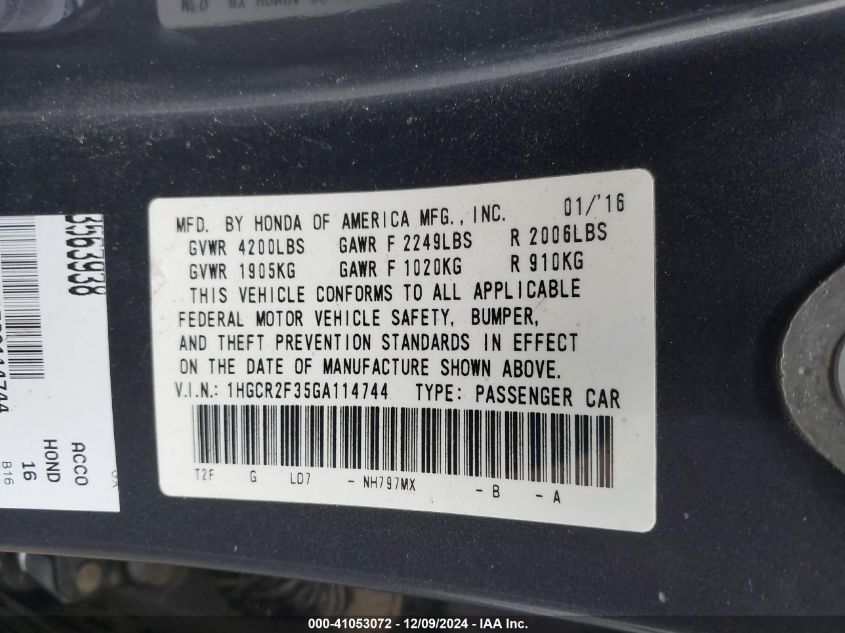 MFD. BY HONDA OF AMERICA MFG., INC. 01/'16
GVWR 4200LBS GAWR F 2249LBS R 2006LBS
GVWR 1905KG GAWR F 1020KG R 910KG
THIS VEHICLE CONFORMS TO ALL APPLICABLE
FEDERAL MOTOR VEHICLE SAFETY, BUMPER,
AND THEFT PREVENTION STANDARDS IN EFFECT
ON THE DATE OF MANUFACTURE SHOWN ABOVE.
V.I.N.: 1HGCR2F35GA114744 TYPE: PASSENGER CAR
T2F G LD7 - NH797MX - B - A
3563938
ACCO
HOND
16
B16
000-41053072 / 12/09/2024 - IAA Inc.